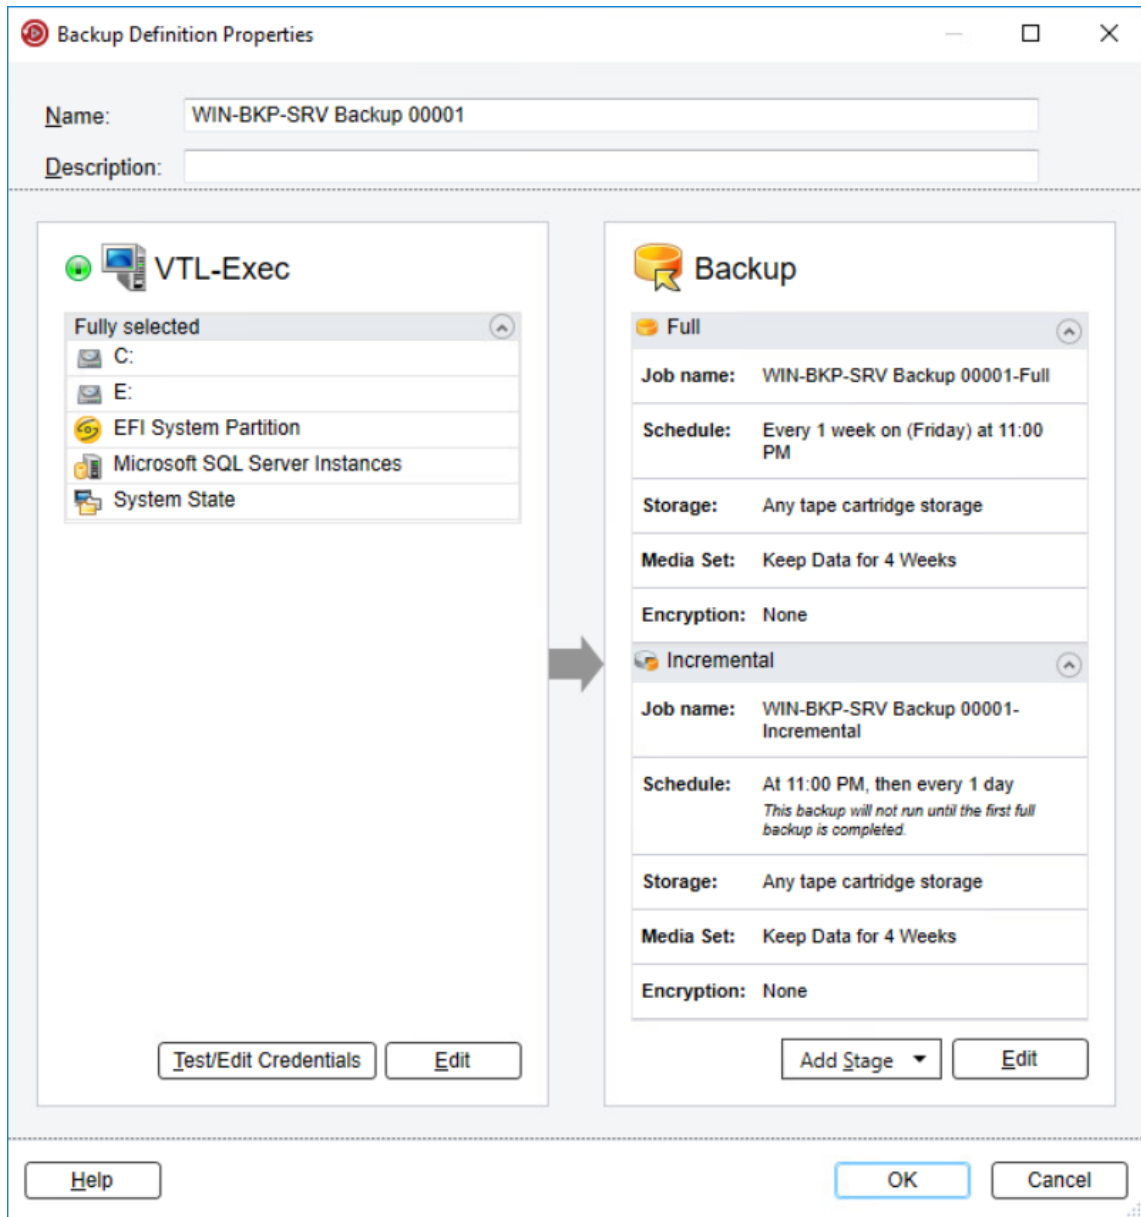 Backup Definition Properties
Name:
WIN-BKP-SRV Backup 00001
Description:
VTL-Exec
Fully selected
C:
E:
EFI System Partition
Microsoft SQL Server Instances
System State
Test/Edit Credentials
Edit
Backup
Full
Job name: WIN-BKP-SRV Backup 00001-Full
Schedule: Every 1 week on (Friday) at 11:00
PM
Storage: Any tape cartridge storage
Media Set: Keep Data for 4 Weeks
Encryption: None
Incremental
Job name: WIN-BKP-SRV Backup 00001-
Incremental
Schedule: At 11:00 PM, then every 1 day
This backup will not run until the first full
backup is completed.
Storage: Any tape cartridge storage
Media Set: Keep Data for 4 Weeks
Encryption: None
Add Stage
Edit
Help
OK
Cancel